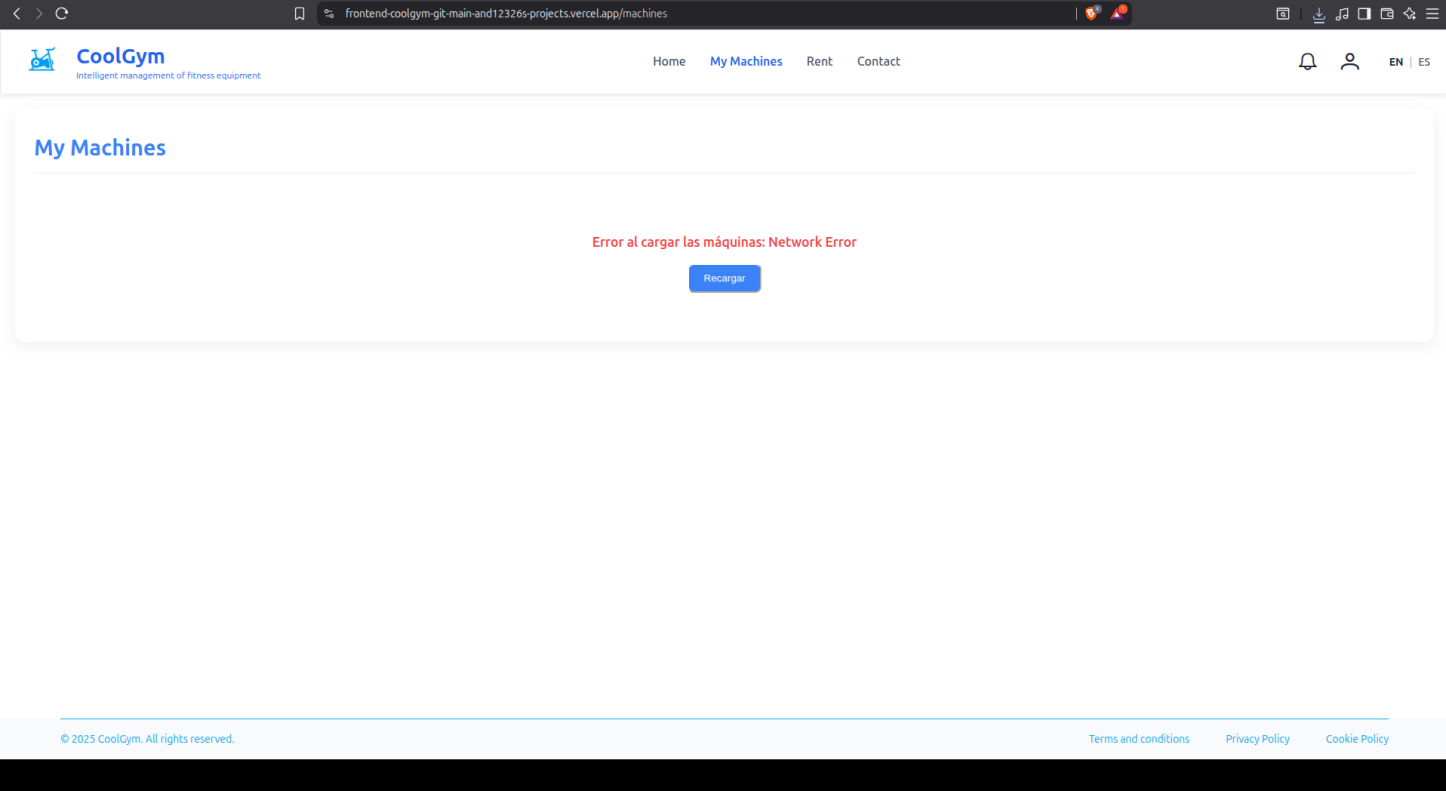 frontend-coolgym-git-main-and12326s-projects.vercel.app/machines
4
1
CoolGym
Intelligent management of fitness equipment
Home My Machines Rent Contact
EN | ES
My Machines
Error al cargar las máquinas: Network Error
Recargar
© 2025 CoolGym. All rights reserved.
Terms and conditions Privacy Policy Cookie Policy